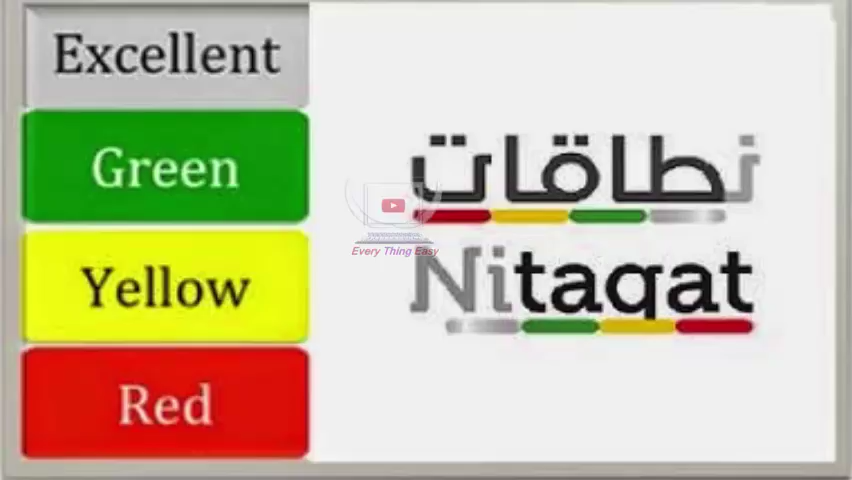 Excellent
Green
Yellow
Red
نطاقات
Nitaqat
Every Thing Easy